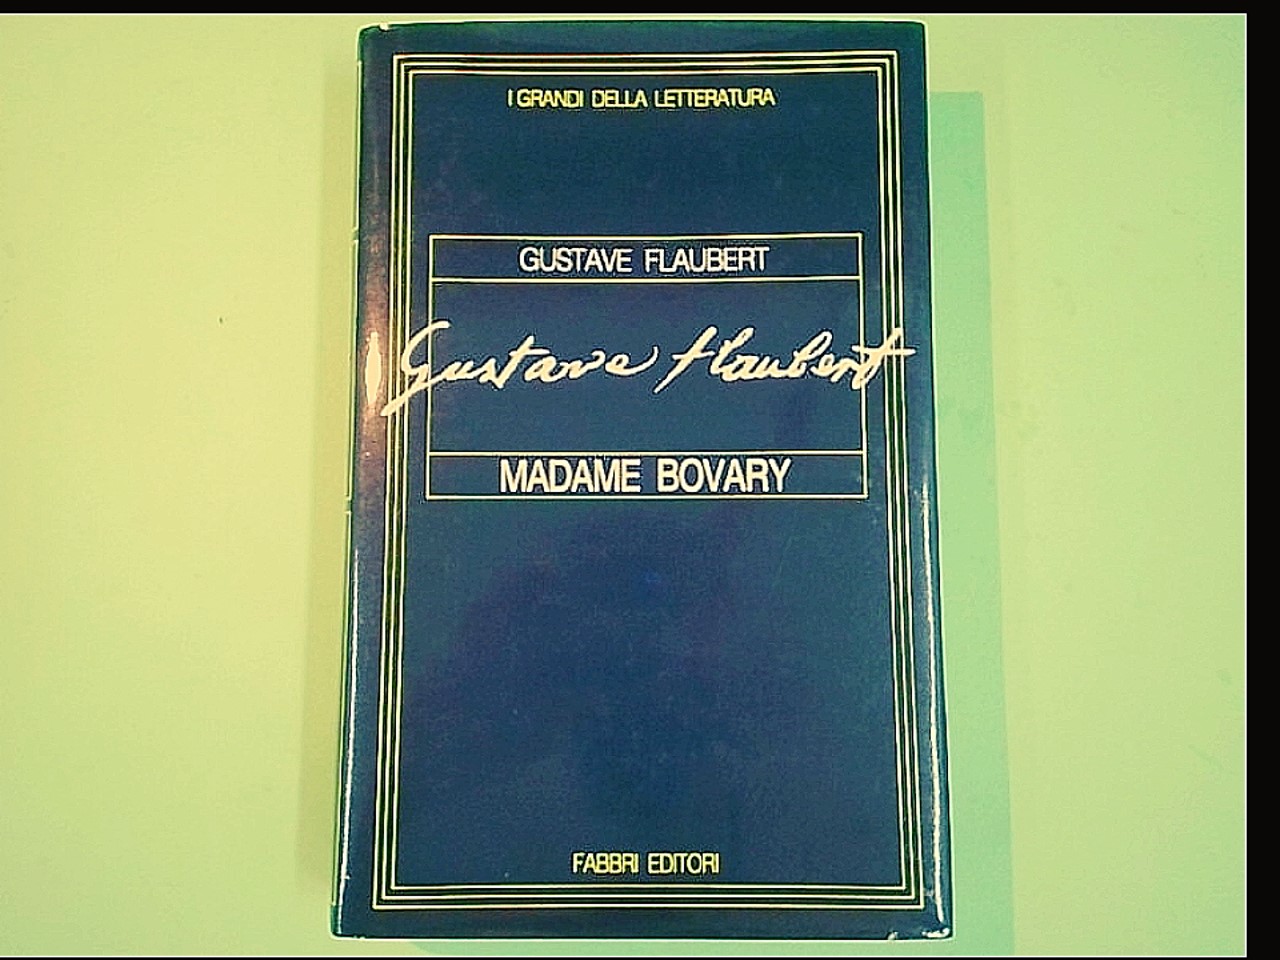 I GRANDI DELLA LETTERATURA
GUSTAVE FLAUBERT
Gustave Flaubert
MADAME BOVARY
FABBRI EDITORI